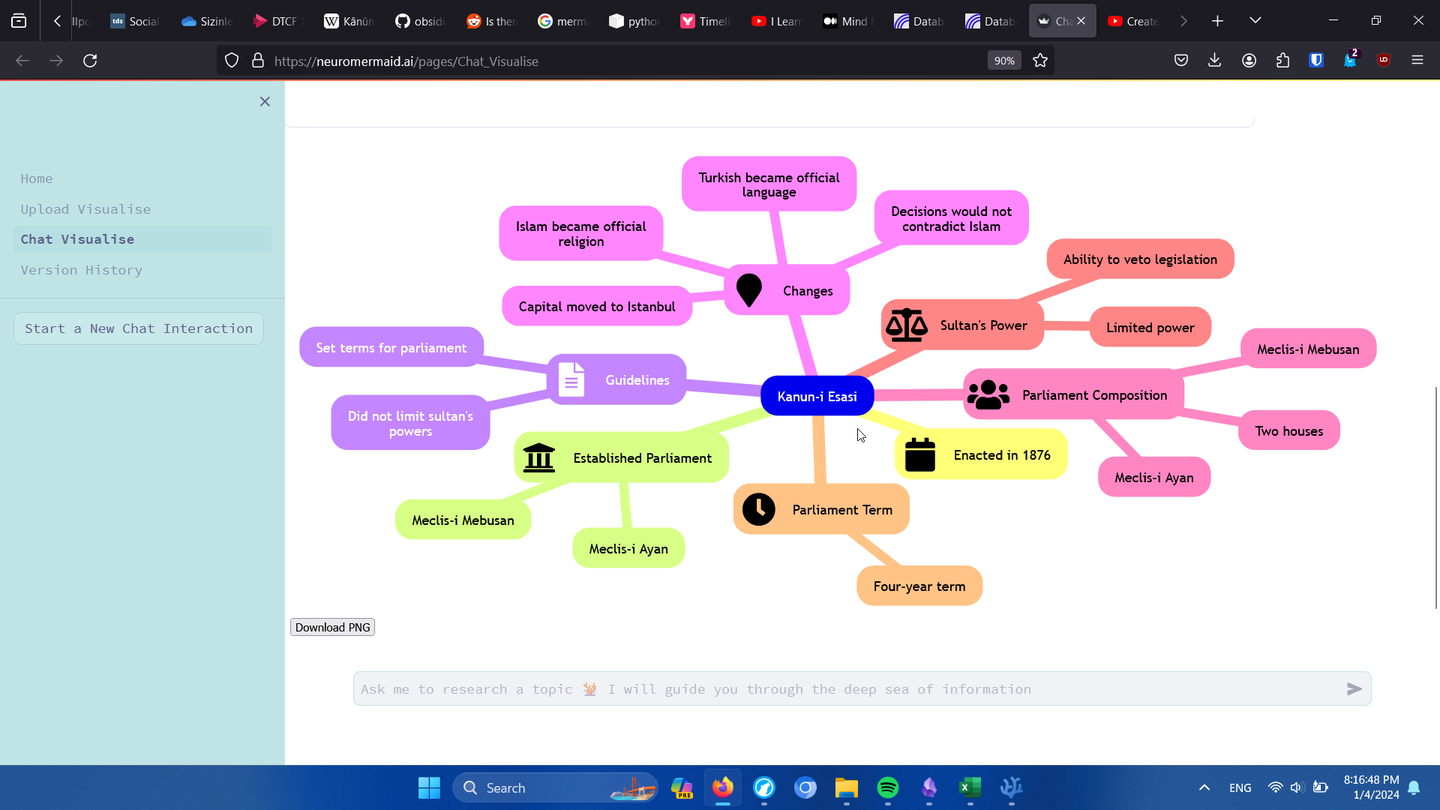 llpc
Social
Sizinle
DTCF
Kânûn
obsidi
Is then
merma
python
Timeli
I Learn
Mind
Datab
Datab
Cha
Create
https://neuromermaid.ai/pages/Chat_Visualise
90%
2
Home
Upload Visualise
Chat Visualise
Version History
Start a New Chat Interaction
Turkish became official
language
Decisions would not
contradict Islam
Islam became official
religion
Ability to veto legislation
Changes
Capital moved to Istanbul
Sultan's Power
Limited power
Set terms for parliament
Meclis-i Mebusan
Guidelines
Kanun-i Esasi
Parliament Composition
Did not limit sultan's
powers
Two houses
Established Parliament
Enacted in 1876
Meclis-i Ayan
Parliament Term
Meclis-i Mebusan
Meclis-i Ayan
Four-year term
Download PNG
Ask me to research a topic I will guide you through the deep sea of information
Search
PRE
ENG
8:16:48 PM
1/4/2024